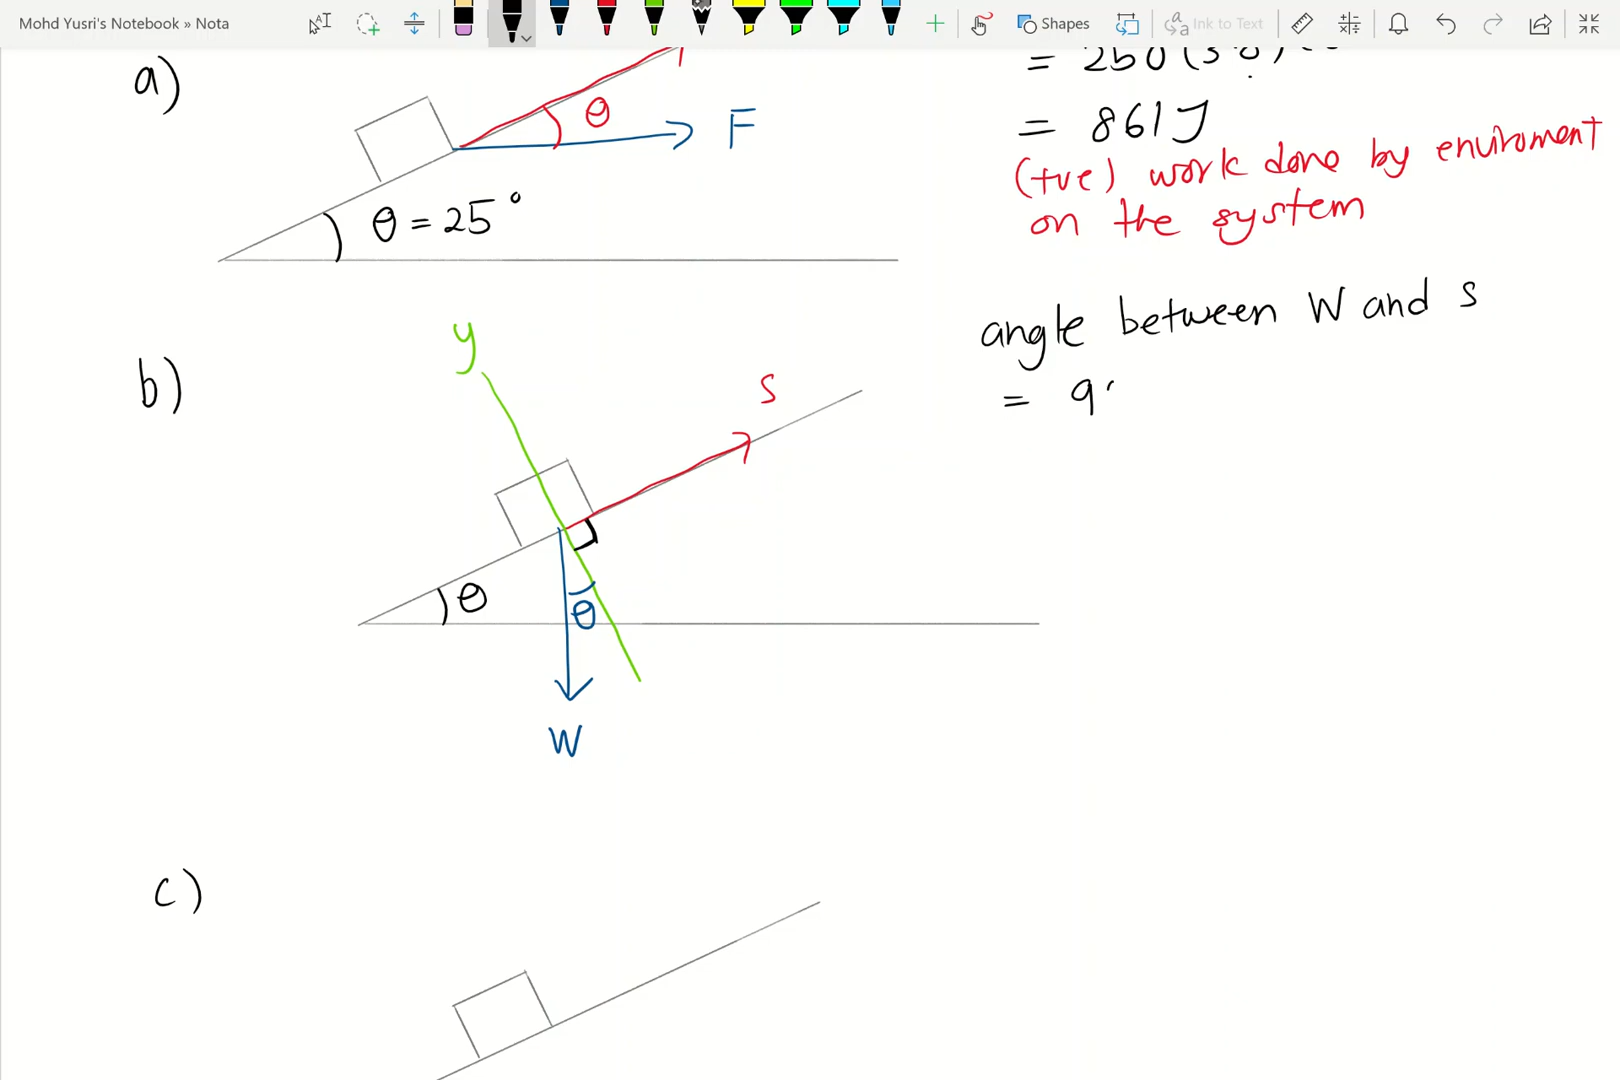 Mohd Yusri's Notebook » Nota
Shapes
Ink to Text
a)
θ
F
θ = 25°
= 861J
(+ve) work done by enviroment
on the system
b)
y
s
θ
θ
W
angle between W and s
= 9
c)